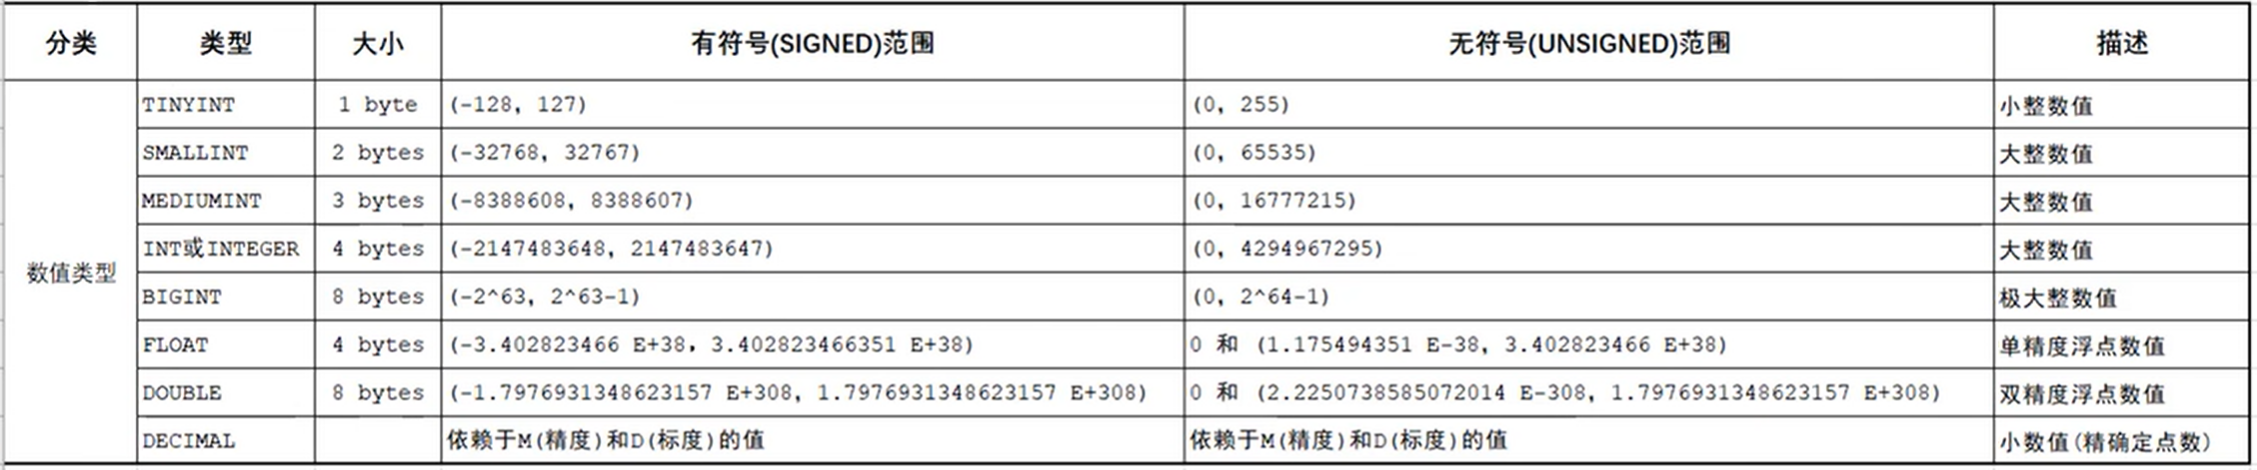 分类 类型 大小 有符号(SIGNED)范围 无符号(UNSIGNED)范围 描述
数值类型
TINYINT 1 byte (-128, 127) (0, 255) 小整数值
SMALLINT 2 bytes (-32768, 32767) (0, 65535) 大整数值
MEDIUMINT 3 bytes (-8388608, 8388607) (0, 16777215) 大整数值
INT或INTEGER 4 bytes (-2147483648, 2147483647) (0, 4294967295) 大整数值
BIGINT 8 bytes (-2^63, 2^63-1) (0, 2^64-1) 极大整数值
FLOAT 4 bytes (-3.402823466 E+38, 3.402823466351 E+38) 0 和 (1.175494351 E-38, 3.402823466 E+38) 单精度浮点数值
DOUBLE 8 bytes (-1.7976931348623157 E+308, 1.7976931348623157 E+308) 0 和 (2.2250738585072014 E-308, 1.7976931348623157 E+308) 双精度浮点数值
DECIMAL 依赖于M(精度)和D(标度)的值 依赖于M(精度)和D(标度)的值 小数值(精确定点数)